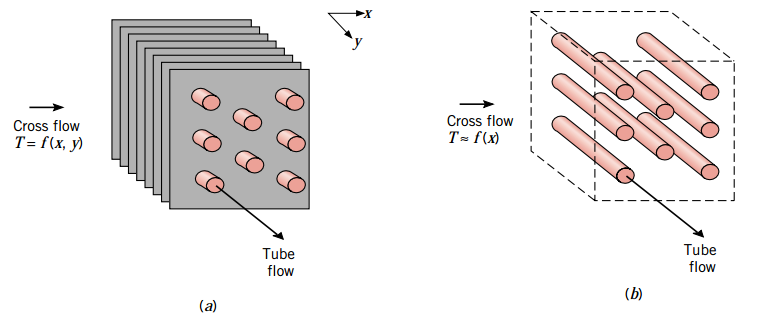 x
y
Cross flow
T = f (x, y)
Tube
flow
(a)
Cross flow
T ≈ f (x)
Tube
flow
(b)